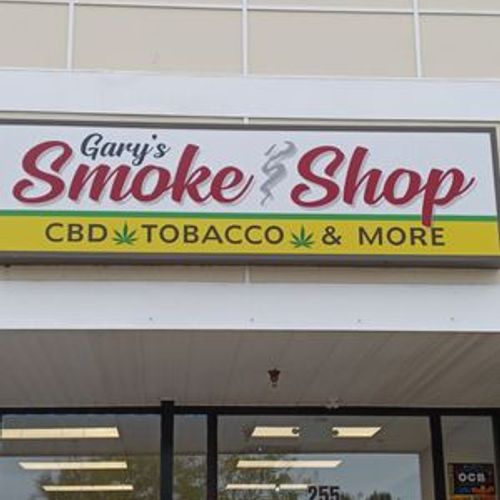 Gary's
Smoke Shop
CBD TOBACCO & MORE
255
OCB